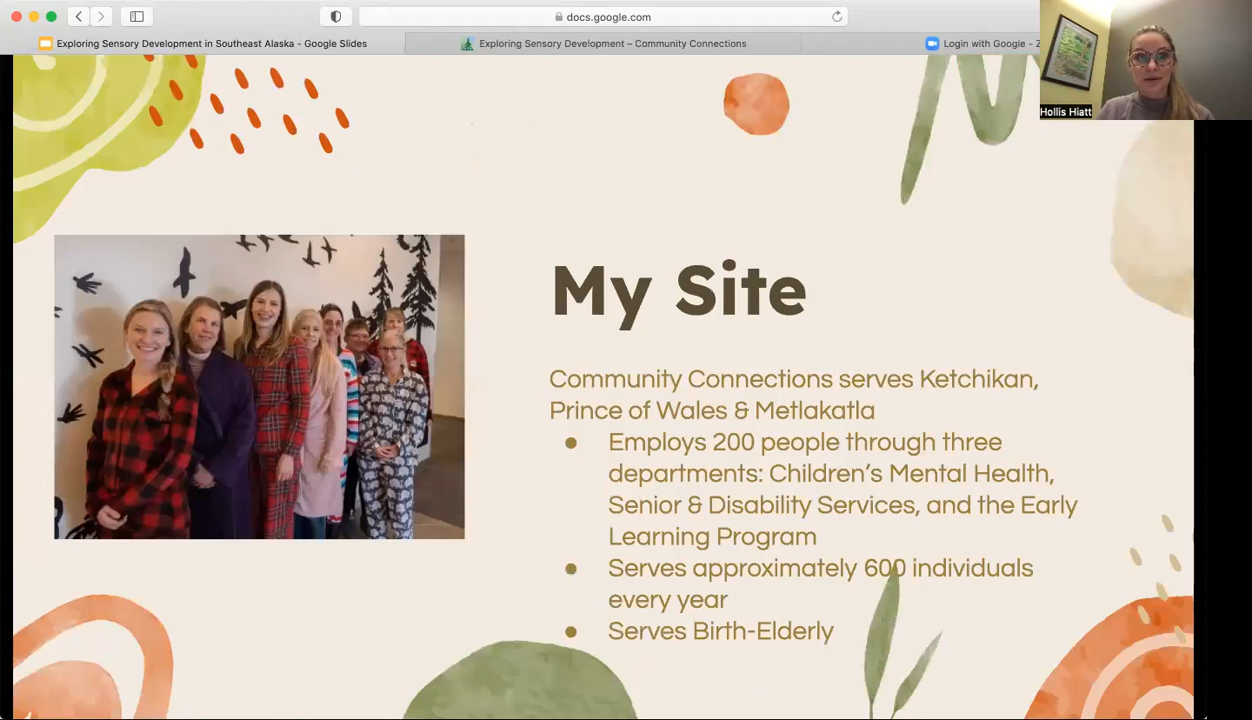 docs.google.com
Exploring Sensory Development in Southeast Alaska - Google Slides
Exploring Sensory Development – Community Connections
Login with Google - Z
Hollis Hiatt
My Site
Community Connections serves Ketchikan,
Prince of Wales & Metlakatla
● Employs 200 people through three
departments: Children’s Mental Health,
Senior & Disability Services, and the Early
Learning Program
● Serves approximately 600 individuals
every year
● Serves Birth-Elderly